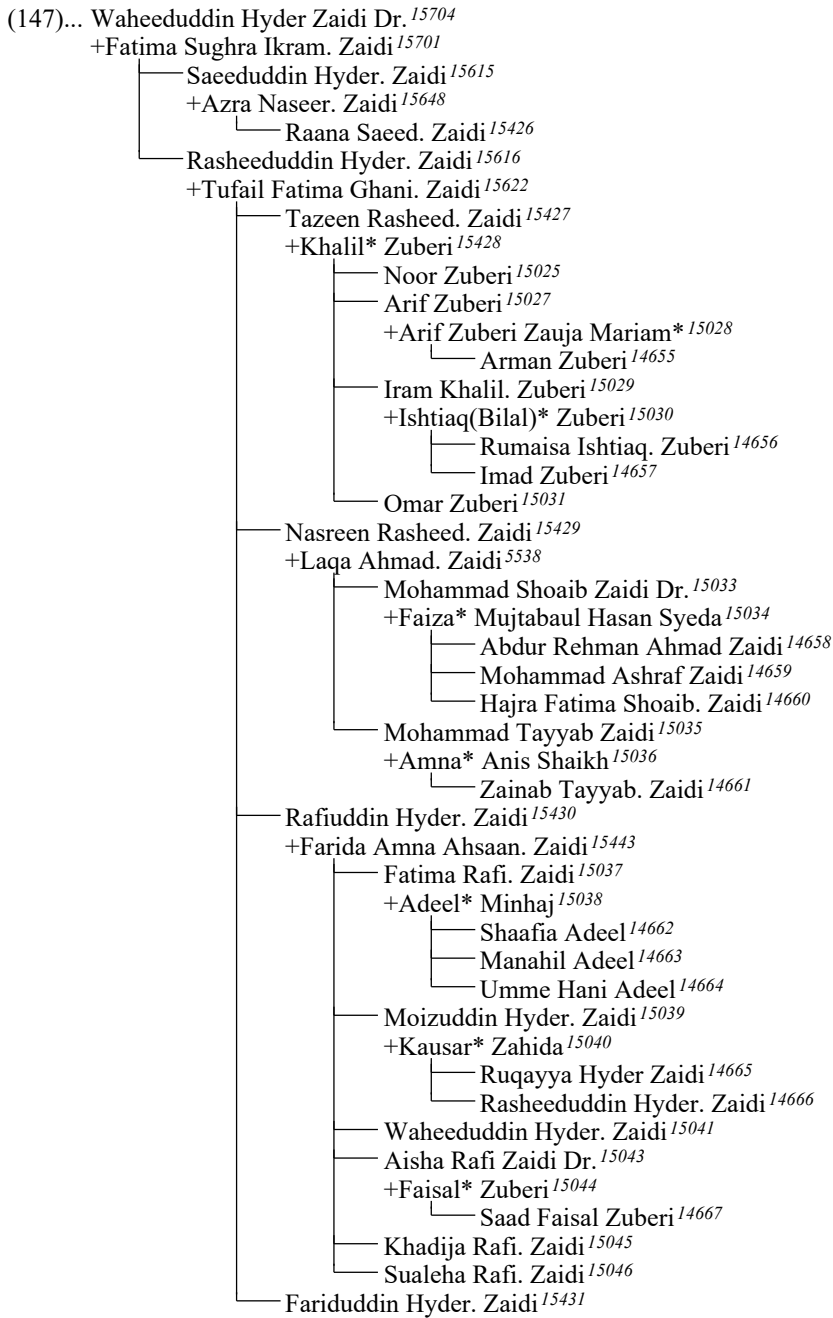 (147)... Waheeduddin Hyder Zaidi Dr. 15704
+Fatima Sughra Ikram. Zaidi 15701
Saeeduddin Hyder. Zaidi 15615
+Azra Naseer. Zaidi 15648
Raana Saeed. Zaidi 15426
Rasheeduddin Hyder. Zaidi 15616
+Tufail Fatima Ghani. Zaidi 15622
Tazeen Rasheed. Zaidi 15427
+Khalil* Zuberi 15428
Noor Zuberi 15025
Arif Zuberi 15027
+Arif Zuberi Zauja Mariam* 15028
Arman Zuberi 14655
Iram Khalil. Zuberi 15029
+Ishtiaq(Bilal)* Zuberi 15030
Rumaisa Ishtiaq. Zuberi 14656
Imad Zuberi 14657
Omar Zuberi 15031
Nasreen Rasheed. Zaidi 15429
+Laqa Ahmad. Zaidi 5538
Mohammad Shoaib Zaidi Dr. 15033
+Faiza* Mujtabaul Hasan Syeda 15034
Abdur Rehman Ahmad Zaidi 14658
Mohammad Ashraf Zaidi 14659
Hajra Fatima Shoaib. Zaidi 14660
Mohammad Tayyab Zaidi 15035
+Amna* Anis Shaikh 15036
Zainab Tayyab. Zaidi 14661
Rafiuddin Hyder. Zaidi 15430
+Farida Amna Ahsaan. Zaidi 15443
Fatima Rafi. Zaidi 15037
+Adeel* Minhaj 15038
Shaafia Adeel 14662
Manahil Adeel 14663
Umme Hani Adeel 14664
Moizuddin Hyder. Zaidi 15039
+Kausar* Zahida 15040
Ruqayya Hyder Zaidi 14665
Rasheeduddin Hyder. Zaidi 14666
Waheeduddin Hyder. Zaidi 15041
Aisha Rafi Zaidi Dr. 15043
+Faisal* Zuberi 15044
Saad Faisal Zuberi 14667
Khadija Rafi. Zaidi 15045
Sualeha Rafi. Zaidi 15046
Fariduddin Hyder. Zaidi 15431